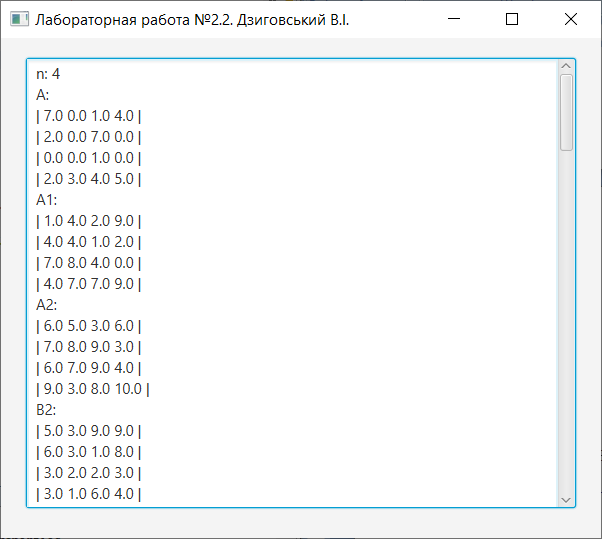 Лабораторная работа №2.2. Дзиговський В.І.
n: 4
A:
| 7.0 0.0 1.0 4.0 |
| 2.0 0.0 7.0 0.0 |
| 0.0 0.0 1.0 0.0 |
| 2.0 3.0 4.0 5.0 |
A1:
| 1.0 4.0 2.0 9.0 |
| 4.0 4.0 1.0 2.0 |
| 7.0 8.0 4.0 0.0 |
| 4.0 7.0 7.0 9.0 |
A2:
| 6.0 5.0 3.0 6.0 |
| 7.0 8.0 9.0 3.0 |
| 6.0 7.0 9.0 4.0 |
| 9.0 3.0 8.0 10.0 |
B2:
| 5.0 3.0 9.0 9.0 |
| 6.0 3.0 1.0 8.0 |
| 3.0 2.0 2.0 3.0 |
| 3.0 1.0 6.0 4.0 |